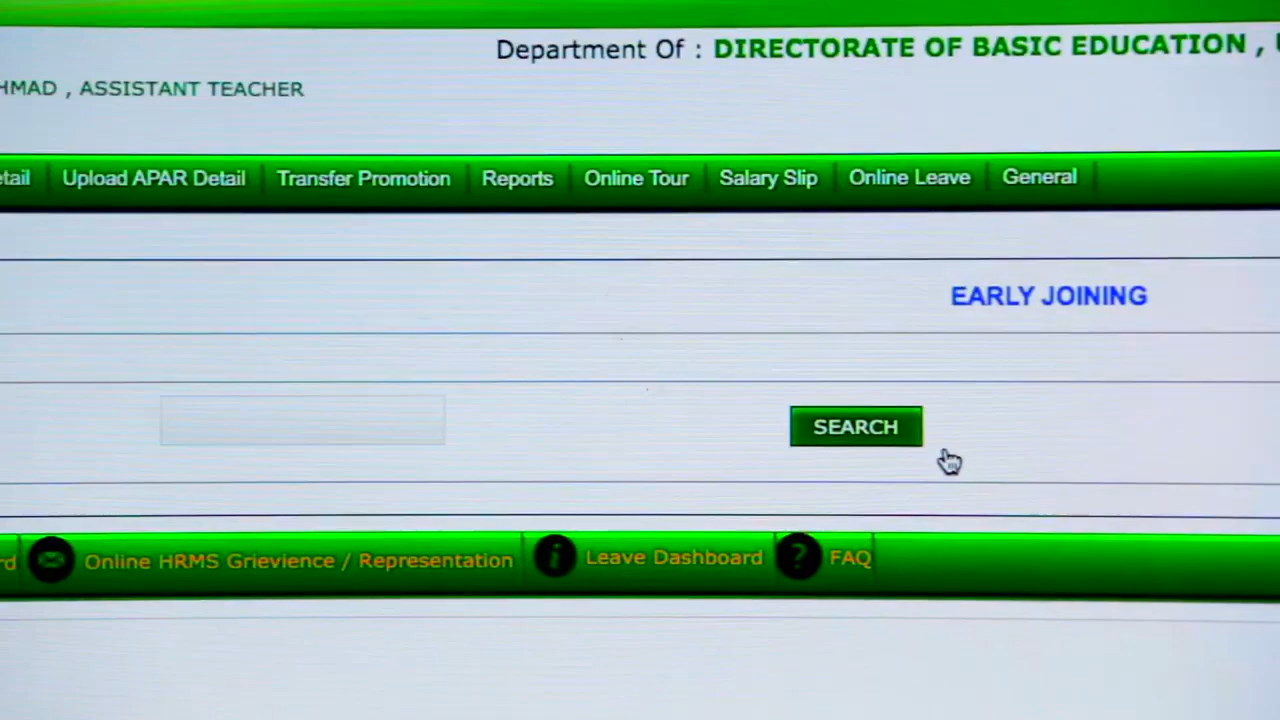 Department Of : DIRECTORATE OF BASIC EDUCATION ,
HMAD , ASSISTANT TEACHER
etail Upload APAR Detail Transfer Promotion Reports Online Tour Salary Slip Online Leave General
EARLY JOINING
SEARCH
rd Online HRMS Grievience / Representation i Leave Dashboard ? FAQ